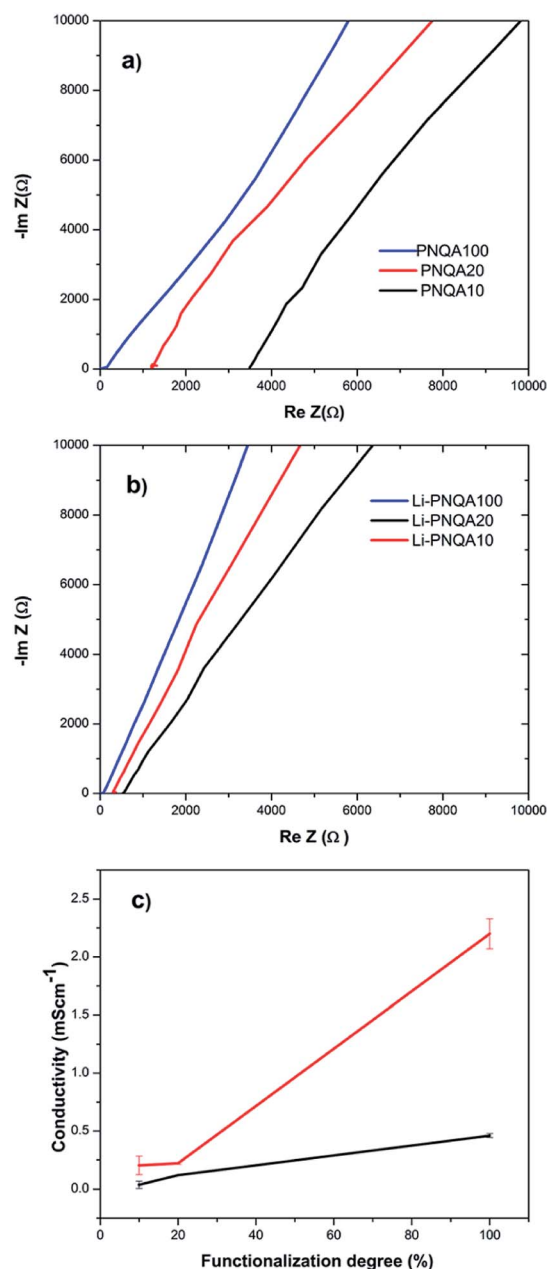 a)
10000
8000
6000
4000
2000
0
-Im Z(Ω)
PNQA100
PNQA20
PNQA10
0 2000 4000 6000 8000 10000
Re Z(Ω)
b)
10000
8000
6000
4000
2000
0
-Im Z (Ω)
Li-PNQA100
Li-PNQA20
Li-PNQA10
0 2000 4000 6000 8000 10000
Re Z (Ω )
c)
2.5
2.0
1.5
1.0
0.5
0.0
Conductivity (mScm⁻¹)
0 20 40 60 80 100
Functionalization degree (%)